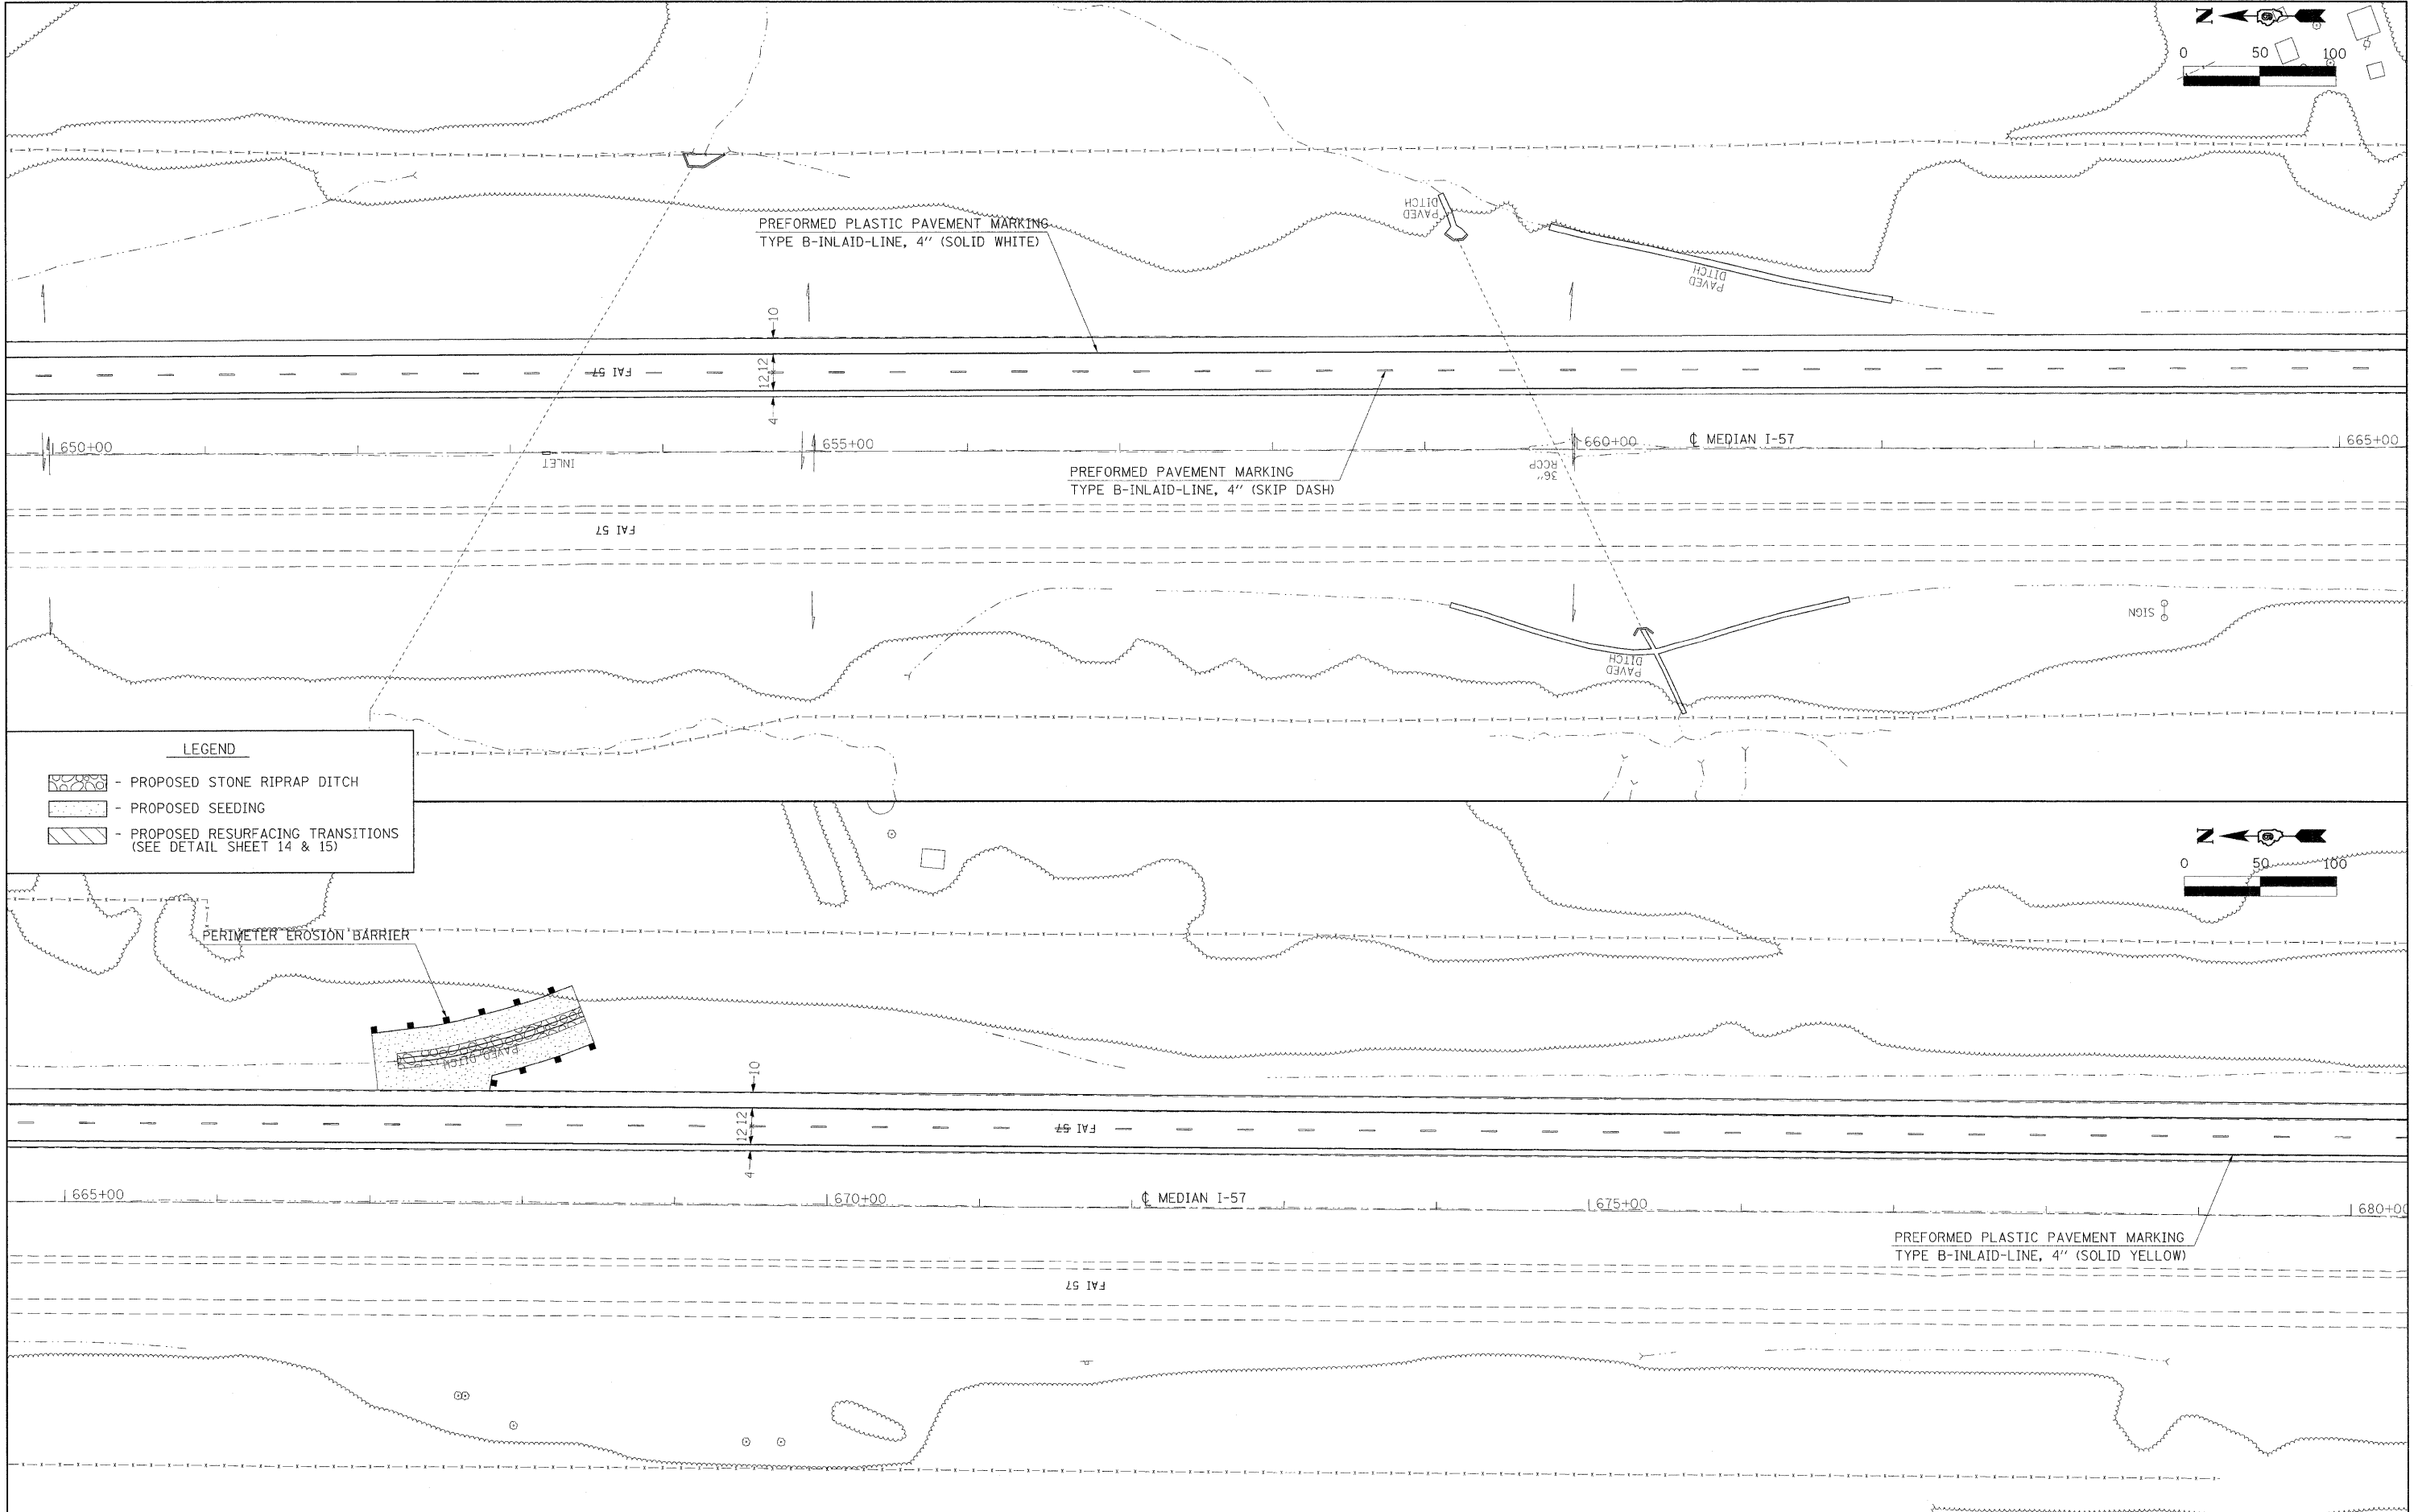 N
0 50 100
PAVED
DITCH
PREFORMED PLASTIC PAVEMENT MARKING
TYPE B-INLAID-LINE, 4" (SOLID WHITE)
PAVED
DITCH
10
12 12
4
FAI 57
650+00
INLET
655+00
660+00
℄ MEDIAN I-57
665+00
PREFORMED PAVEMENT MARKING
TYPE B-INLAID-LINE, 4" (SKIP DASH)
36"
RCCP
FAI 57
SIGN
PAVED
DITCH
LEGEND
- PROPOSED STONE RIPRAP DITCH
- PROPOSED SEEDING
- PROPOSED RESURFACING TRANSITIONS
(SEE DETAIL SHEET 14 & 15)
N
0 50 100
PERIMETER EROSION BARRIER
PAVED DITCH
10
12 12
4
FAI 57
665+00
670+00
℄ MEDIAN I-57
675+00
680+00
PREFORMED PLASTIC PAVEMENT MARKING
TYPE B-INLAID-LINE, 4" (SOLID YELLOW)
FAI 57